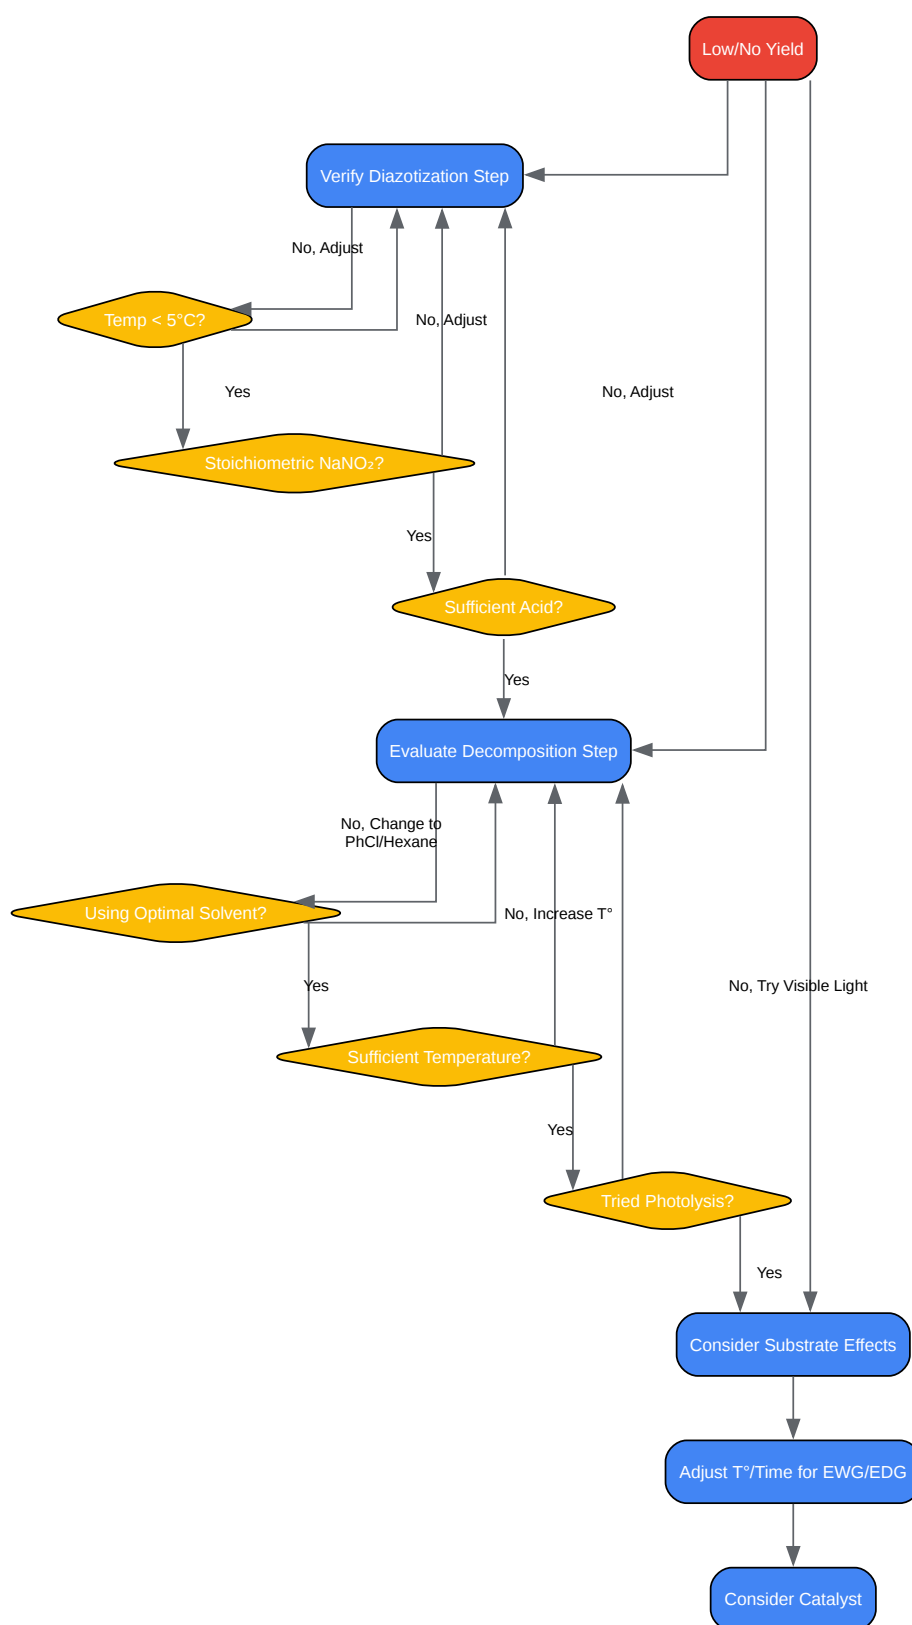 Low/No Yield
Verify Diazotization Step
No, Adjust
Temp < 5°C?
No, Adjust
Yes
No, Adjust
Stoichiometric NaNO₂?
Yes
Sufficient Acid?
Yes
Evaluate Decomposition Step
No, Change to
PhCl/Hexane
Using Optimal Solvent?
No, Increase T°
Yes
No, Try Visible Light
Sufficient Temperature?
Yes
Tried Photolysis?
Yes
Consider Substrate Effects
Adjust T°/Time for EWG/EDG
Consider Catalyst